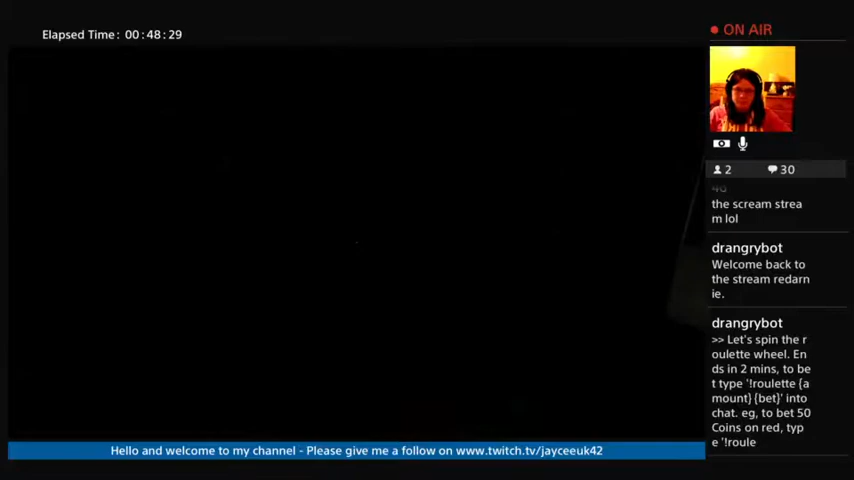 Elapsed Time: 00:48:29
ON AIR
2 30
the scream strea
m lol
drangrybot
Welcome back to
the stream redarn
ie.
drangrybot
>> Let's spin the r
oulette wheel. En
ds in 2 mins, to be
t type '!roulette {a
mount} {bet}' into
chat. eg, to bet 50
Coins on red, typ
e '!roule
Hello and welcome to my channel - Please give me a follow on www.twitch.tv/jayceeuk42